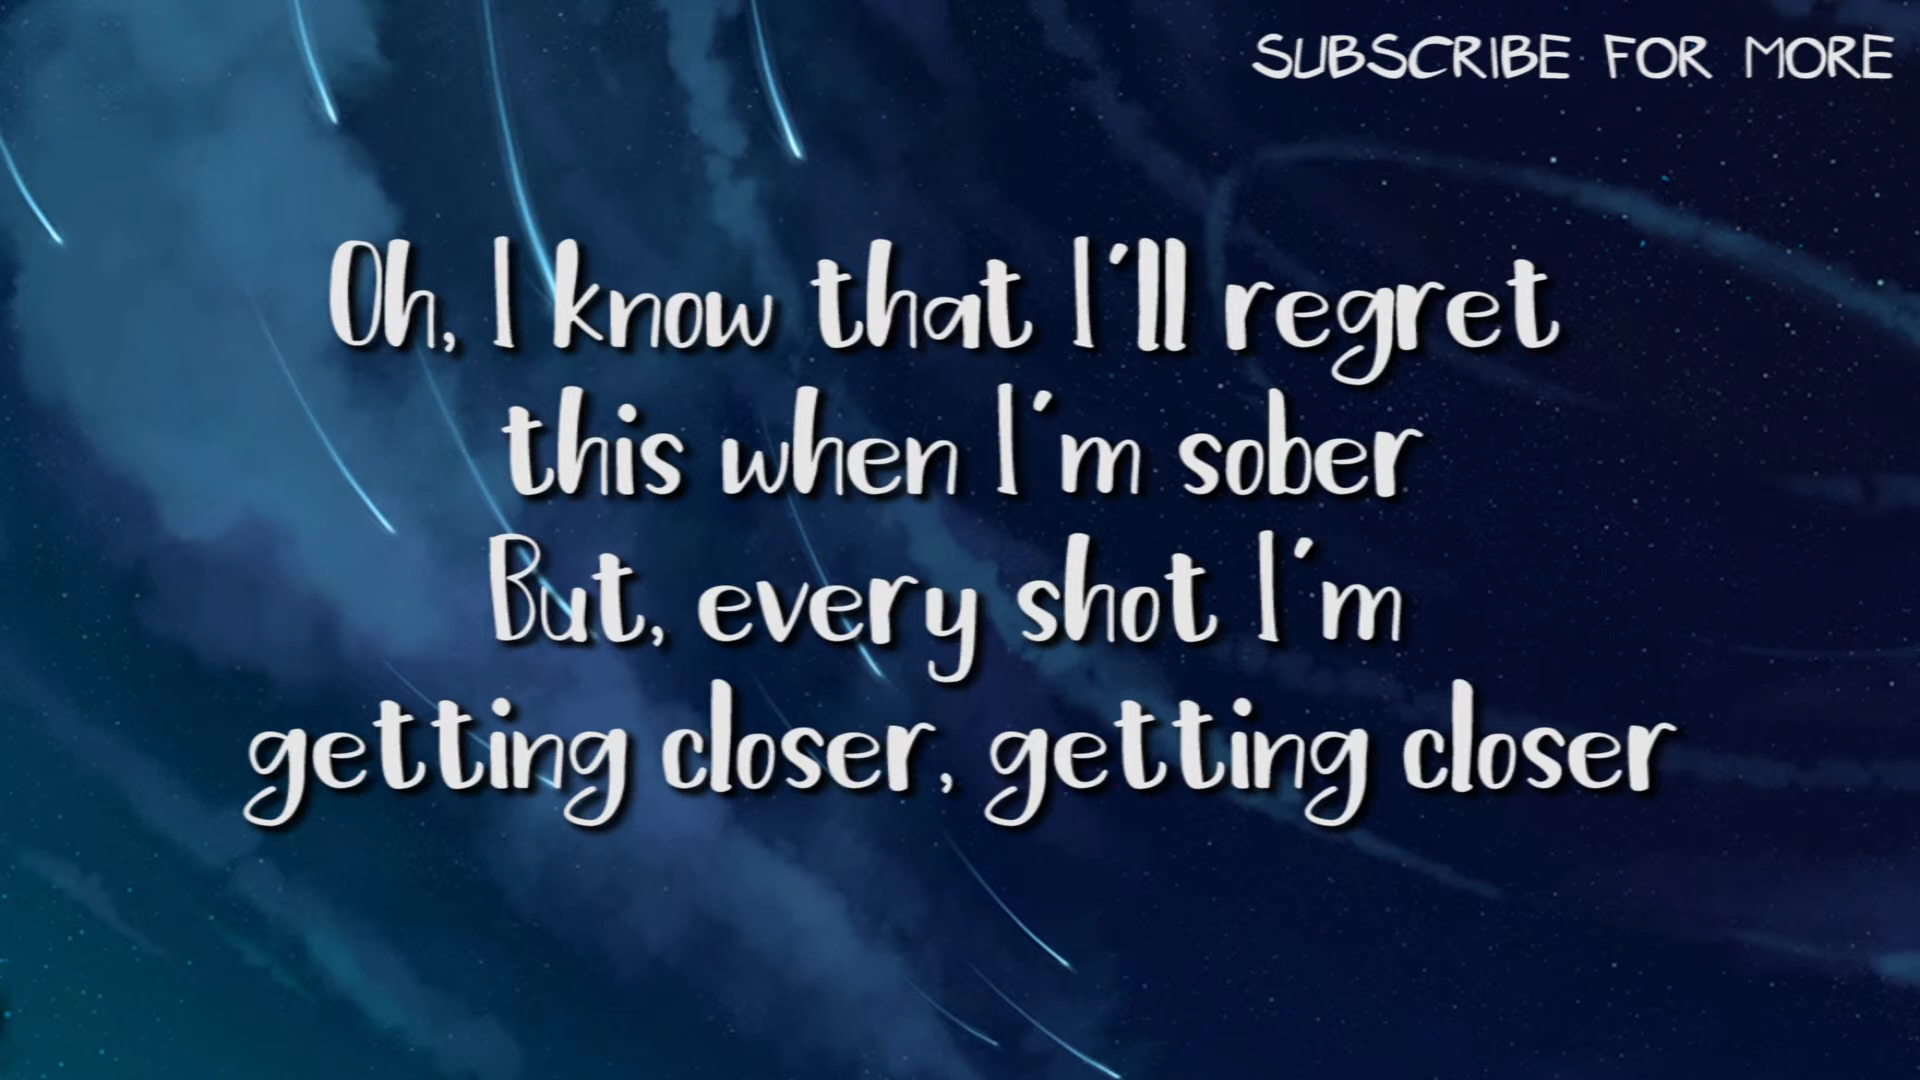 SUBSCRIBE FOR MORE
Oh, I know that I'll regret
this when I'm sober
But, every shot I'm
getting closer, getting closer